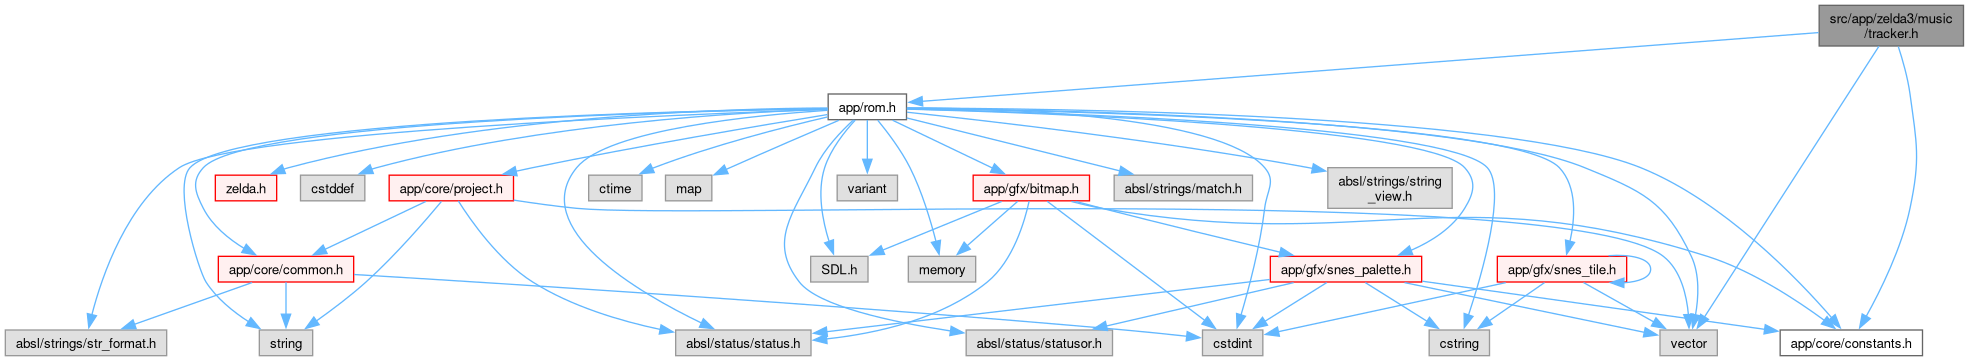 src/app/zelda3/music
/tracker.h
app/rom.h
zelda.h
cstddef
app/core/project.h
ctime
map
variant
app/gfx/bitmap.h
absl/strings/match.h
absl/strings/string
_view.h
app/core/common.h
SDL.h
memory
app/gfx/snes_palette.h
app/gfx/snes_tile.h
absl/strings/str_format.h
string
absl/status/status.h
absl/status/statusor.h
cstdint
cstring
vector
app/core/constants.h